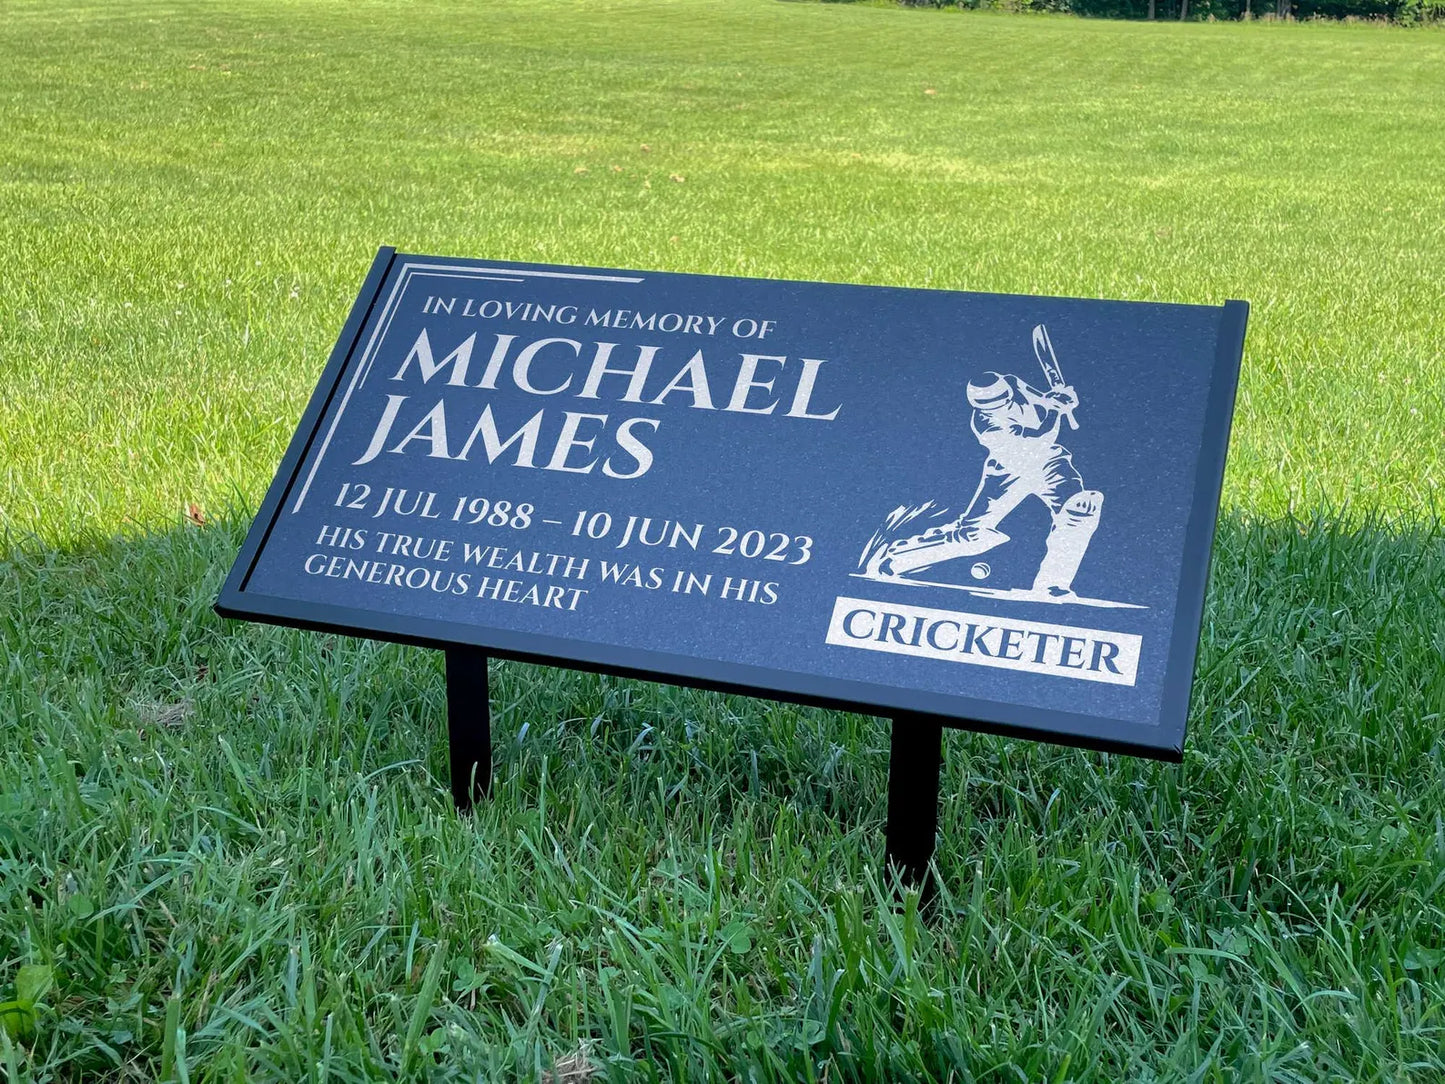 IN LOVING MEMORY OF
MICHAEL
JAMES
12 JUL 1988 – 10 JUN 2023
HIS TRUE WEALTH WAS IN HIS
GENEROUS HEART
CRICKETER